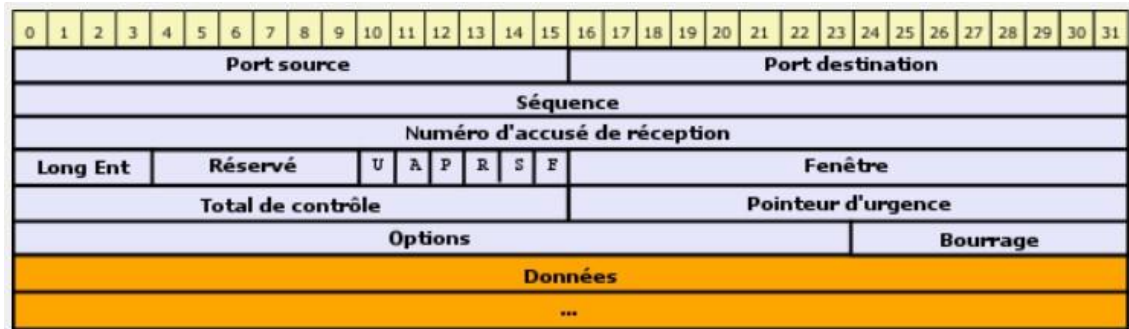 0 1 2 3 4 5 6 7 8 9 10 11 12 13 14 15 16 17 18 19 20 21 22 23 24 25 26 27 28 29 30 31
Port source Port destination
Séquence
Numéro d'accusé de réception
Long Ent Réservé U A P R S F Fenêtre
Total de contrôle Pointeur d'urgence
Options Bourrage
Données
...